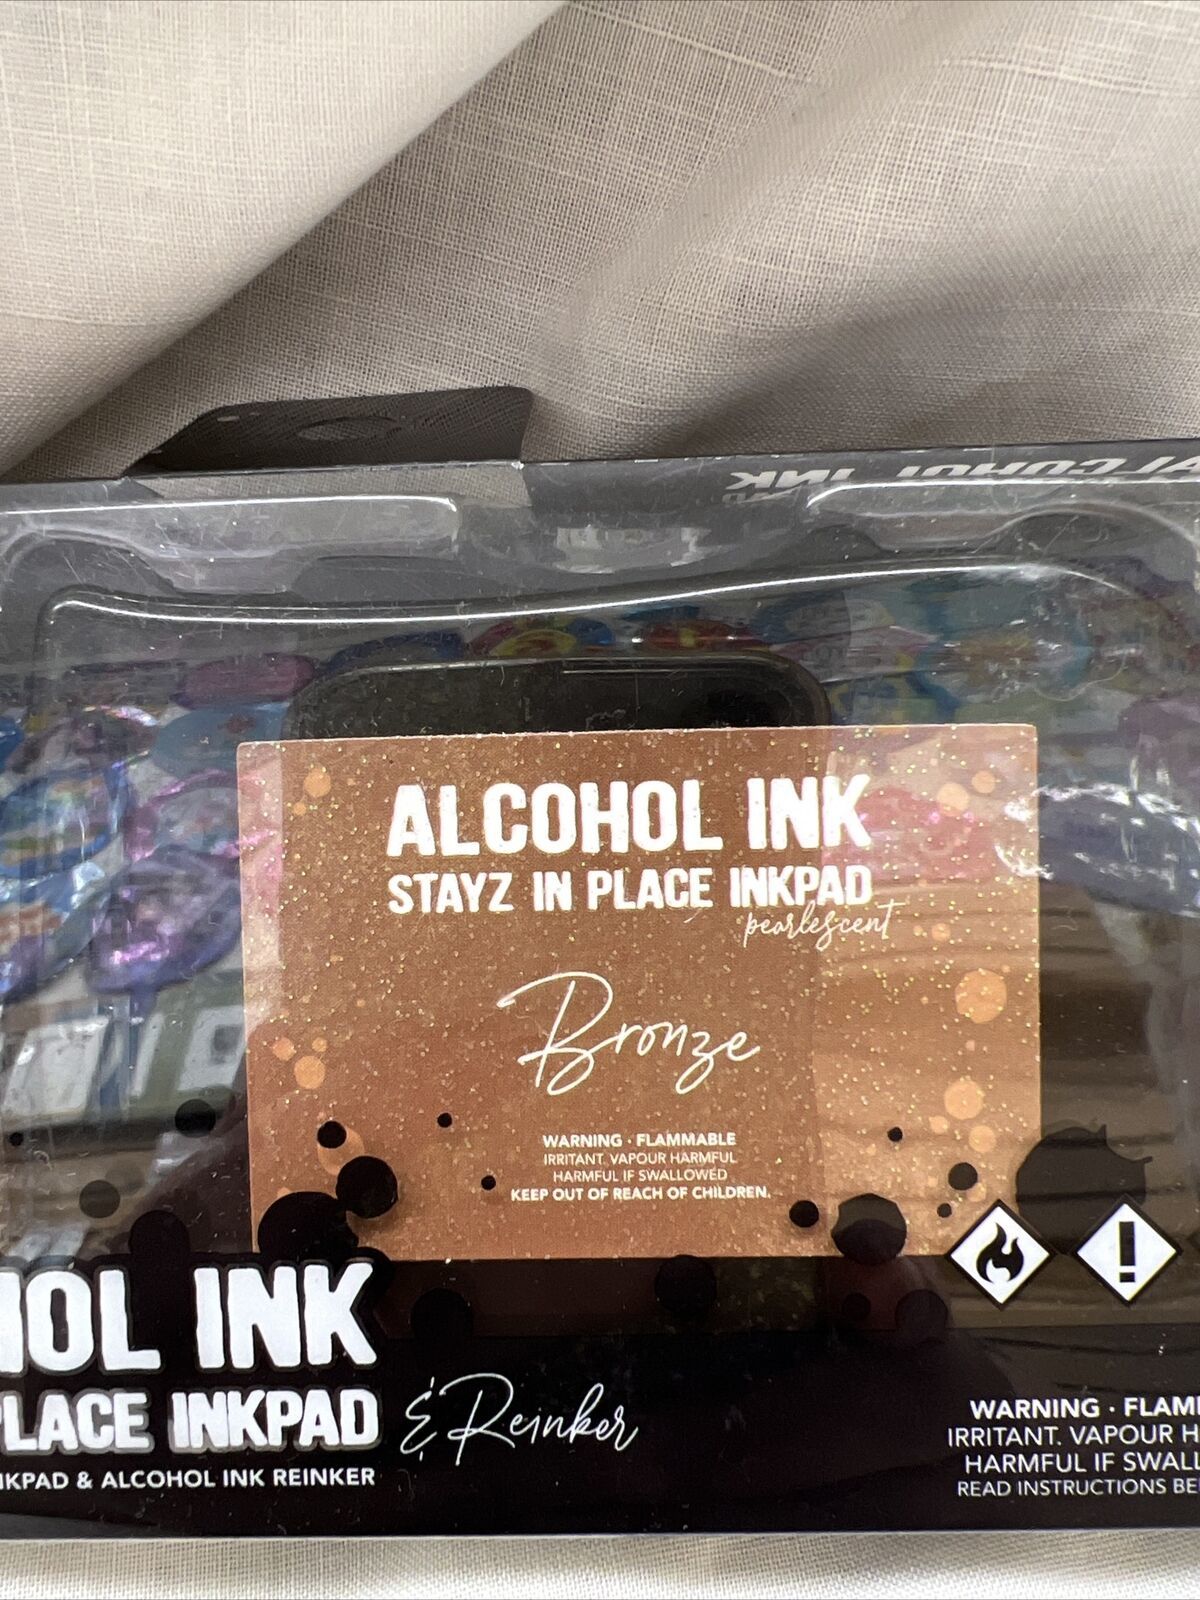 ALCOHOL INK
ALCOHOL INK
STAYZ IN PLACE INKPAD
pearlescent
Bronze
WARNING · FLAMMABLE
IRRITANT. VAPOUR HARMFUL
HARMFUL IF SWALLOWED
KEEP OUT OF REACH OF CHILDREN.
HOL INK
PLACE INKPAD & Reinker
NKPAD & ALCOHOL INK REINKER
WARNING · FLAM
IRRITANT. VAPOUR H
HARMFUL IF SWALL
READ INSTRUCTIONS BE